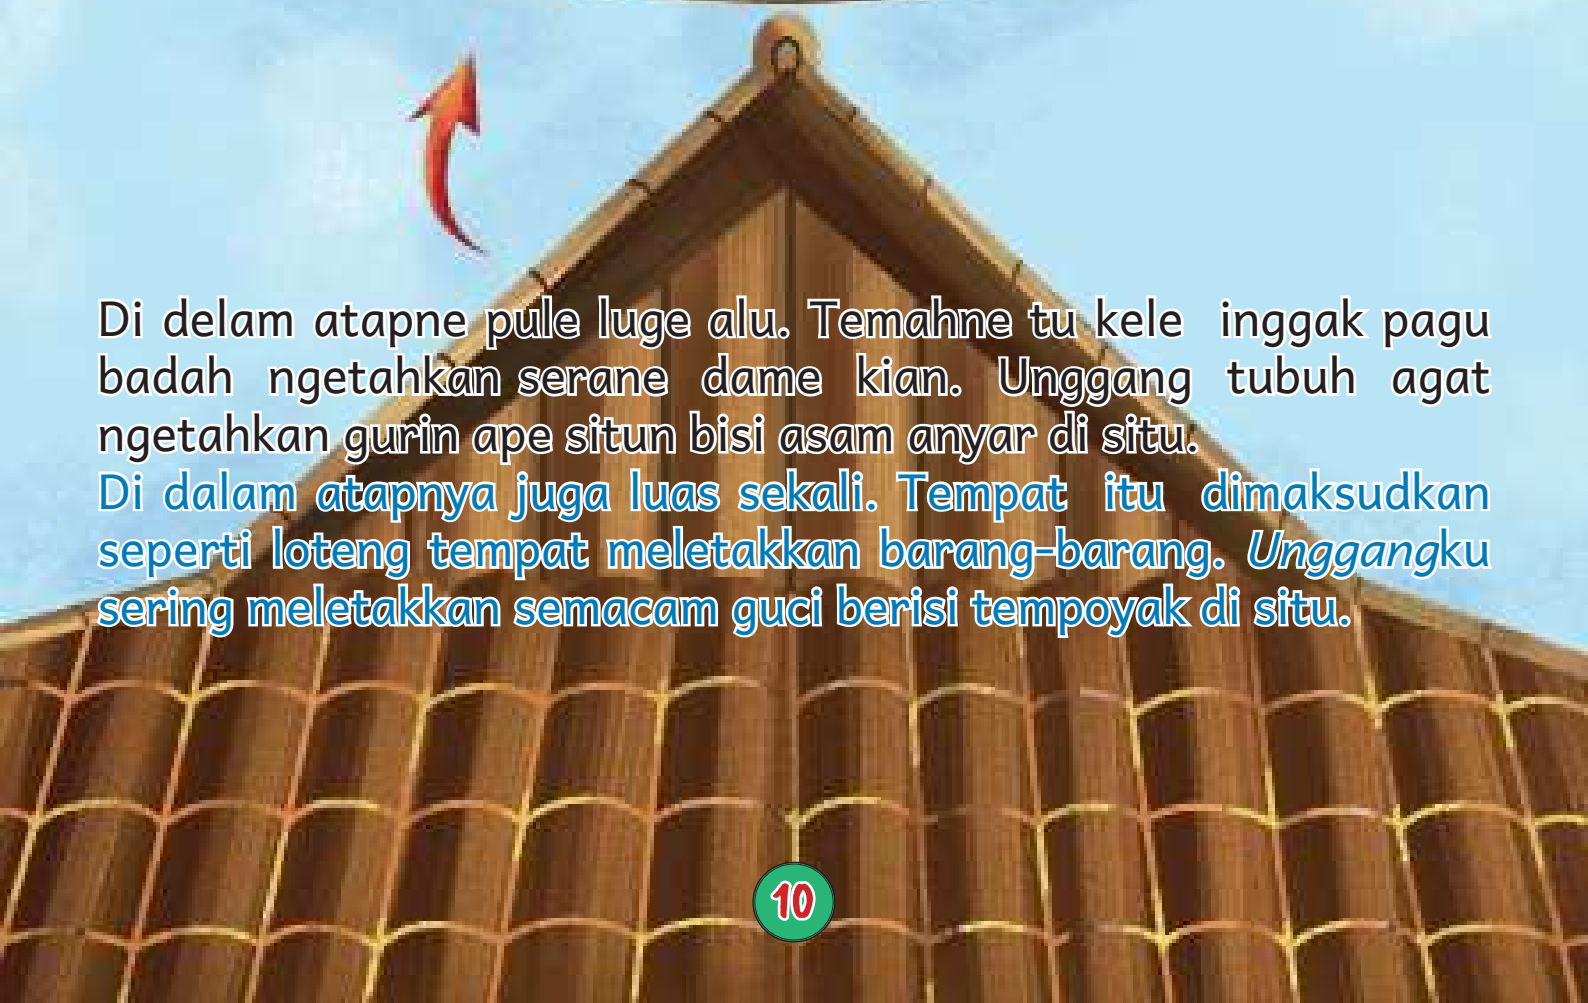 Di delam atapne pule luge alu. Temahne tu kele inggak pagu
badah ngetahkan serane dame kian. Unggang tubuh agat
ngetahkan gurin ape situn bisi asam anyar di situ.
Di dalam atapnya juga luas sekali. Tempat itu dimaksudkan
seperti loteng tempat meletakkan barang-barang. Unggangku
sering meletakkan semacam guci berisi tempoyak di situ.
10